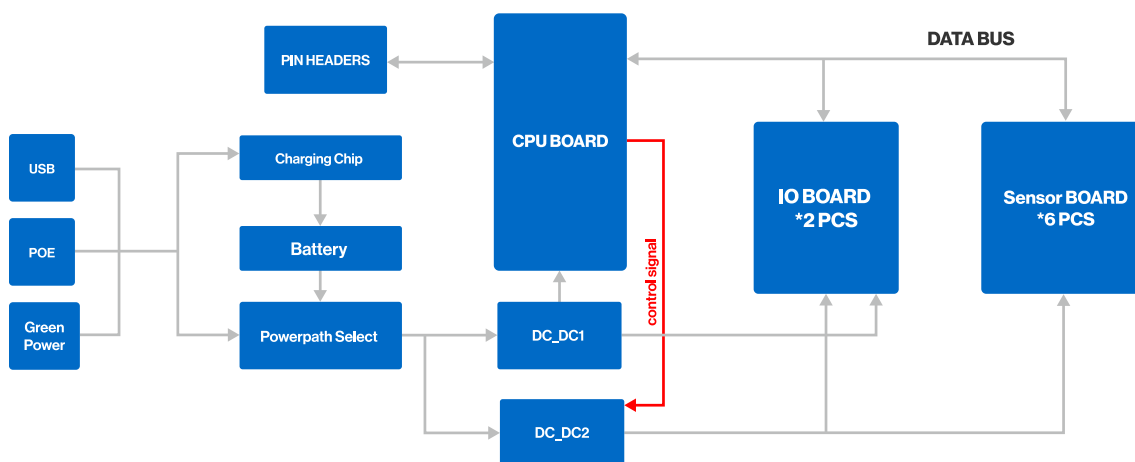 DATA BUS
PIN HEADERS
CPU BOARD
USB
Charging Chip
IO BOARD
*2 PCS
Sensor BOARD
*6 PCS
POE
Battery
control signal
Green
Power
Powerpath Select
DC_DC1
DC_DC2